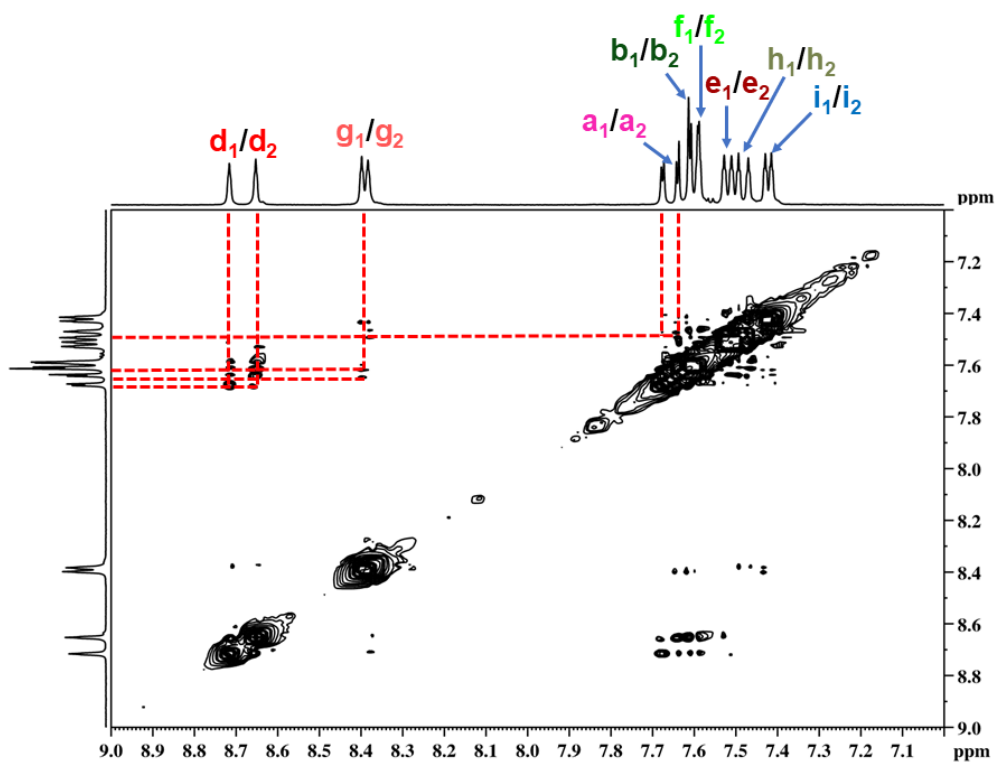 f₁/f₂
b₁/b₂
h₁/h₂
e₁/e₂
i₁/i₂
a₁/a₂
d₁/d₂
g₁/g₂
ppm
7.2
7.4
7.6
7.8
8.0
8.2
8.4
8.6
8.8
9.0
9.0 8.9 8.8 8.7 8.6 8.5 8.4 8.3 8.2 8.1 8.0 7.9 7.8 7.7 7.6 7.5 7.4 7.3 7.2 7.1 ppm